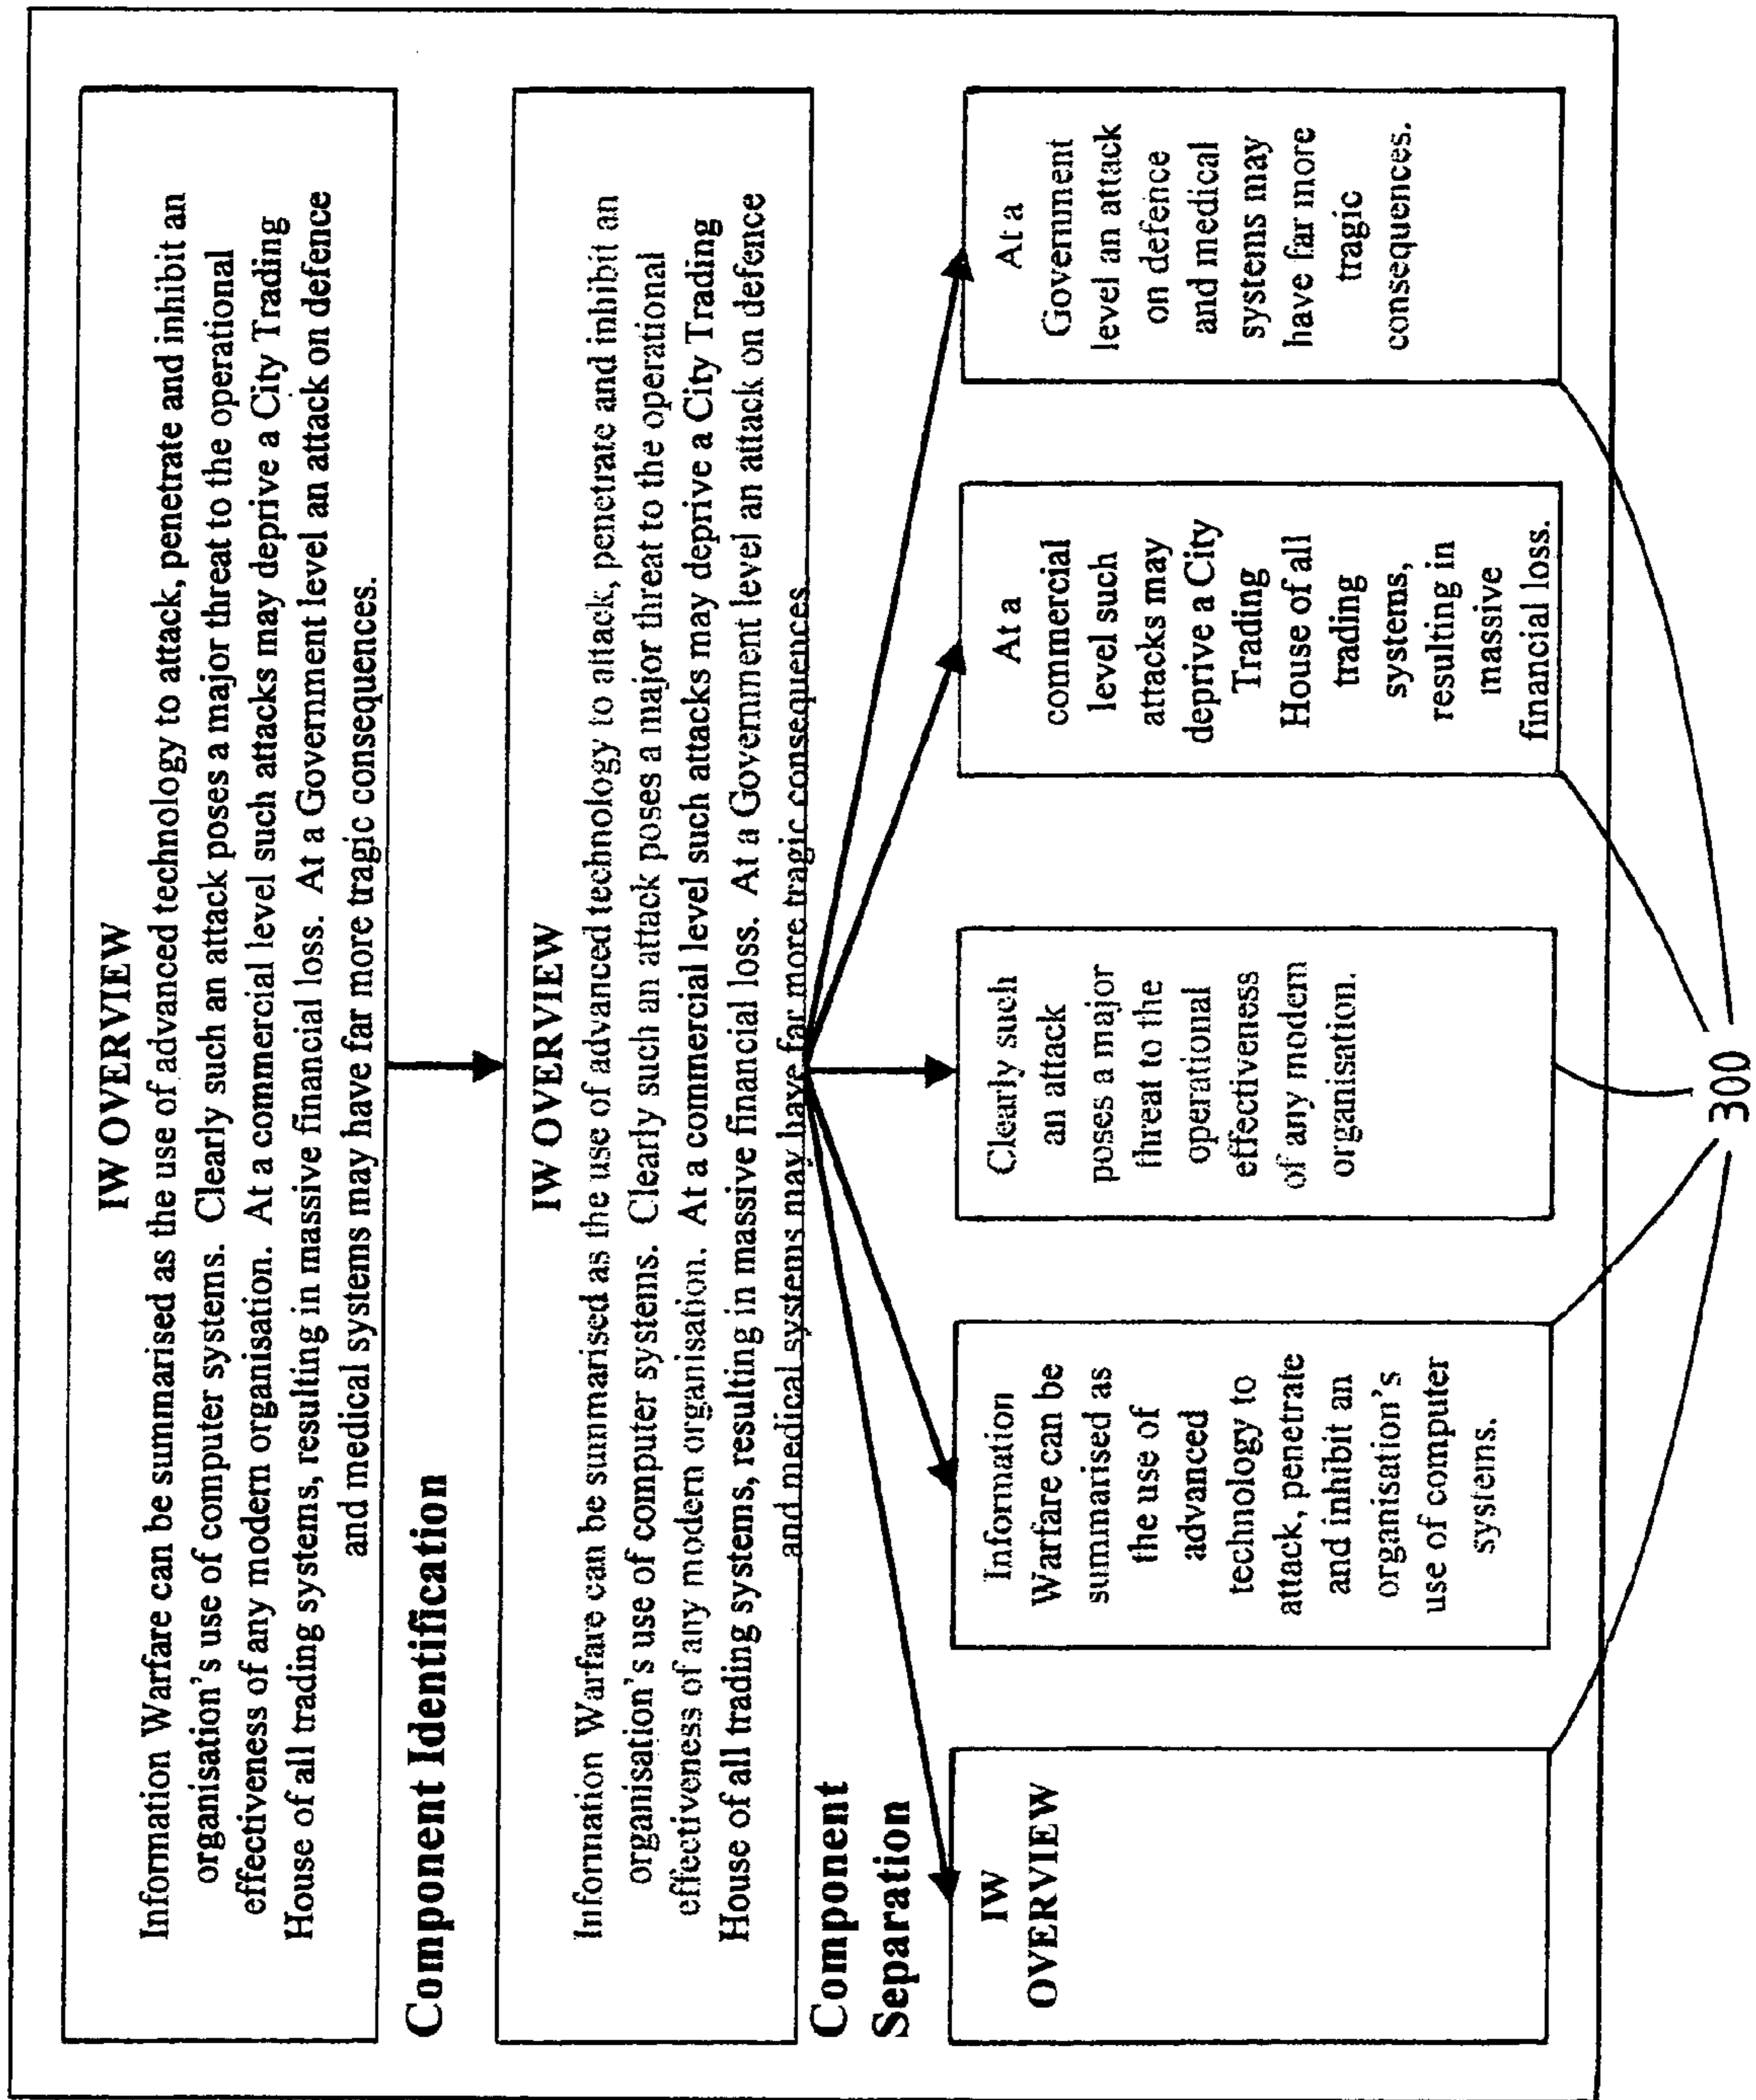 IW OVERVIEW
Information Warfare can be summarised as the use of advanced technology to attack, penetrate and inhibit an
organisation's use of computer systems. Clearly such an attack poses a major threat to the operational
effectiveness of any modern organisation. At a commercial level such attacks may deprive a City Trading
House of all trading systems, resulting in massive financial loss. At a Government level an attack on defence
and medical systems may have far more tragic consequences.
Component Identification
IW OVERVIEW
Information Warfare can be summarised as the use of advanced technology to attack, penetrate and inhibit an
organisation's use of computer systems. Clearly such an attack poses a major threat to the operational
effectiveness of any modern organisation. At a commercial level such attacks may deprive a City Trading
House of all trading systems, resulting in massive financial loss. At a Government level an attack on defence
and medical systems may have far more tragic consequences
Component
Separation
IW
OVERVIEW
Information
Warfare can be
summarised as
the use of
advanced
technology to
attack, penetrate
and inhibit an
organisation's
use of computer
systems.
Clearly such
an attack
poses a major
threat to the
operational
effectiveness
of any modern
organisation.
At a
commercial
level such
attacks may
deprive a City
Trading
House of all
trading
systems,
resulting in
massive
financial loss.
At a
Government
level an attack
on defence
and medical
systems may
have far more
tragic
consequences.
300